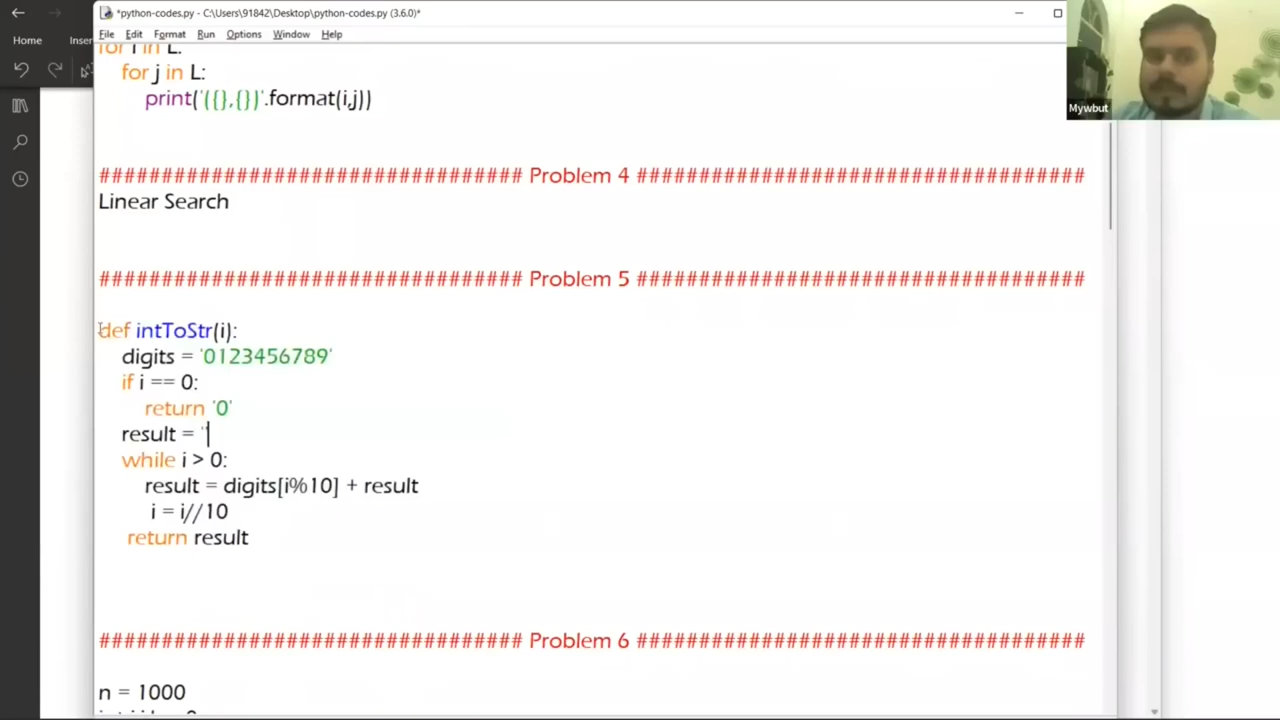 *python-codes.py - C:\Users\91842\Desktop\python-codes.py (3.6.0)*
Home
File Edit Format Run Options Window Help
for i in L:
for j in L:
print('({},{})'.format(i,j))
Mywbut
################################## Problem 4 ####################################
Linear Search
################################## Problem 5 ####################################
def intToStr(i):
digits = '0123456789'
if i == 0:
return '0'
result = ''
while i > 0:
result = digits[i%10] + result
i = i//10
return result
################################## Problem 6 ####################################
n = 1000